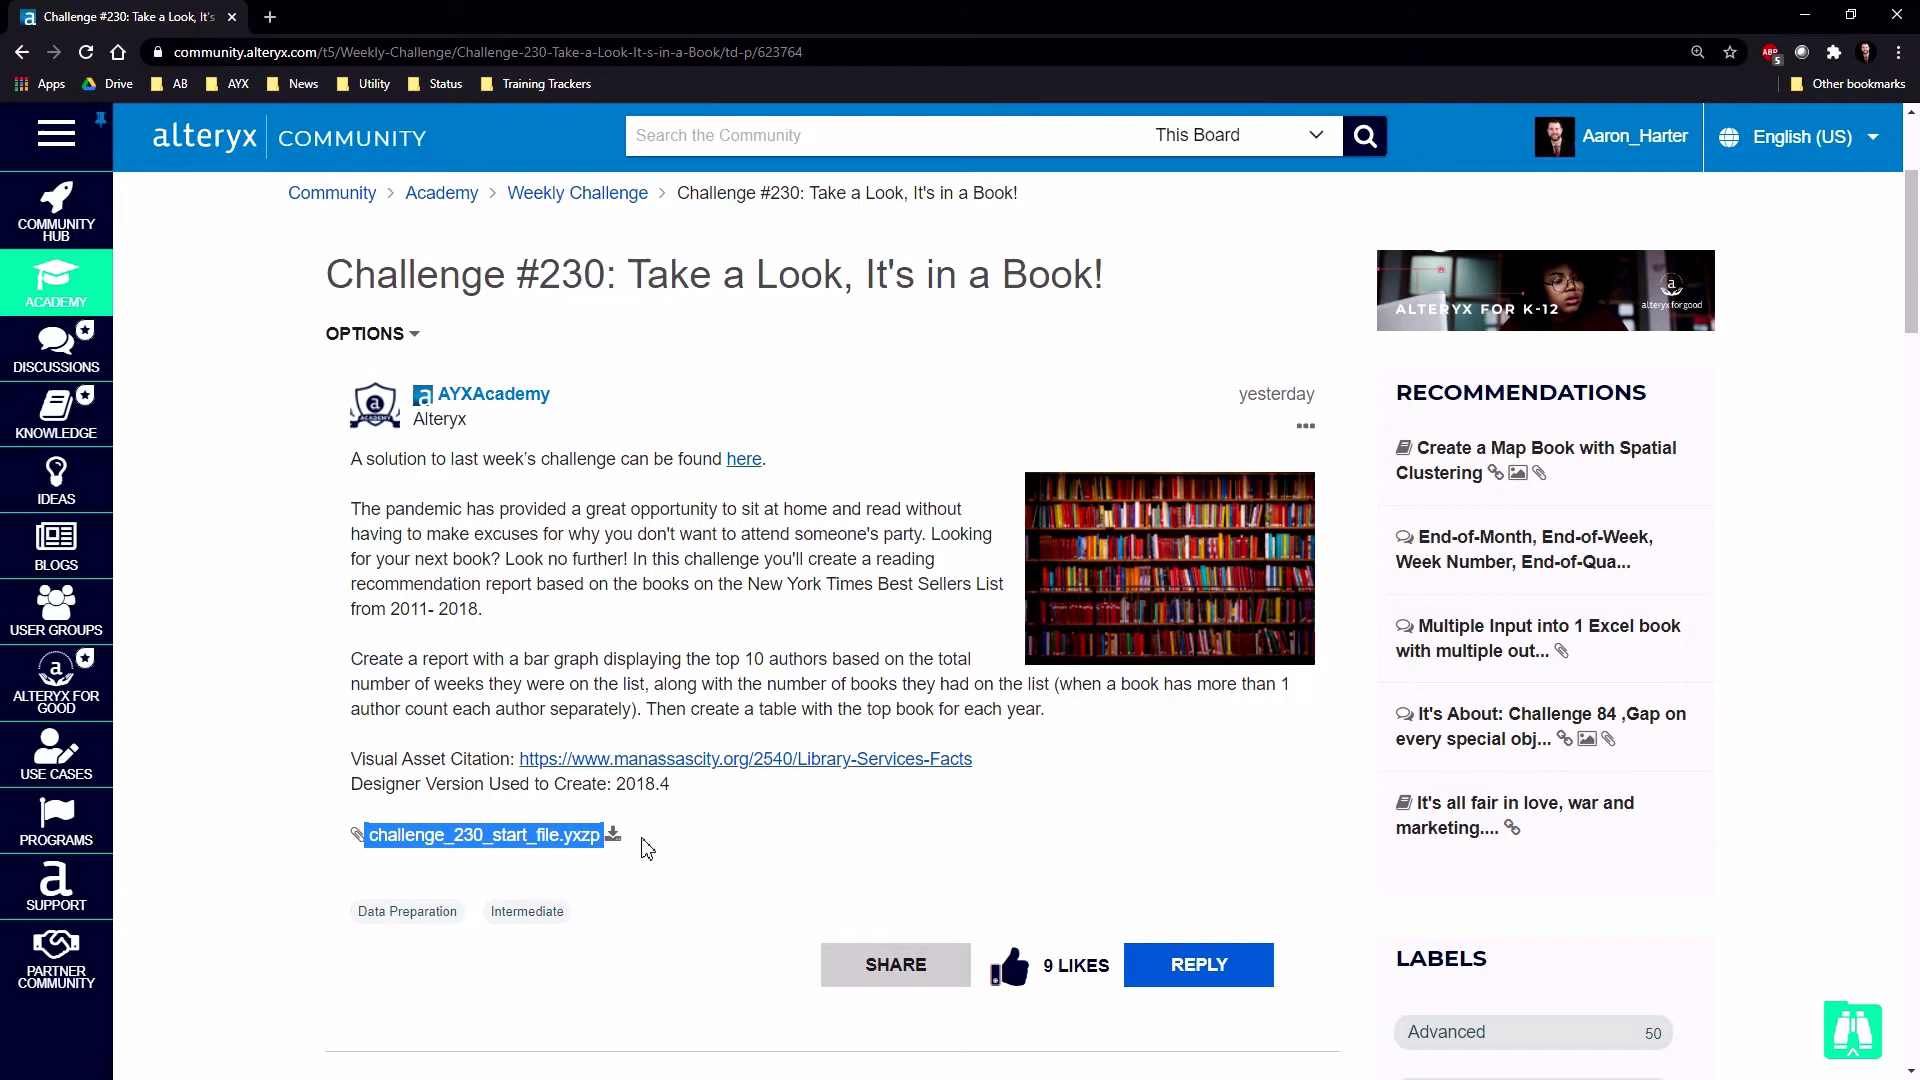 Challenge #230: Take a Look, It's
community.alteryx.com/t5/Weekly-Challenge/Challenge-230-Take-a-Look-It-s-in-a-Book/td-p/623764
ABP
5
Apps
Drive
AB
AYX
News
Utility
Status
Training Trackers
Other bookmarks
alteryx
COMMUNITY
Search the Community
This Board
Aaron_Harter
English (US)
COMMUNITY
HUB
ACADEMY
DISCUSSIONS
KNOWLEDGE
IDEAS
BLOGS
USER GROUPS
ALTERYX FOR
GOOD
USE CASES
PROGRAMS
SUPPORT
PARTNER
COMMUNITY
Community > Academy > Weekly Challenge > Challenge #230: Take a Look, It's in a Book!
Challenge #230: Take a Look, It's in a Book!
OPTIONS
AYXAcademy
Alteryx
yesterday
A solution to last week's challenge can be found here.
The pandemic has provided a great opportunity to sit at home and read without
having to make excuses for why you don't want to attend someone's party. Looking
for your next book? Look no further! In this challenge you'll create a reading
recommendation report based on the books on the New York Times Best Sellers List
from 2011- 2018.
Create a report with a bar graph displaying the top 10 authors based on the total
number of weeks they were on the list, along with the number of books they had on the list (when a book has more than 1
author count each author separately). Then create a table with the top book for each year.
Visual Asset Citation: https://www.manassascity.org/2540/Library-Services-Facts
Designer Version Used to Create: 2018.4
challenge_230_start_file.yxzp
Data Preparation
Intermediate
SHARE
9 LIKES
REPLY
ALTERYX FOR K-12
alteryx for good
RECOMMENDATIONS
Create a Map Book with Spatial
Clustering
End-of-Month, End-of-Week,
Week Number, End-of-Qua...
Multiple Input into 1 Excel book
with multiple out...
It's About: Challenge 84 ,Gap on
every special obj...
It's all fair in love, war and
marketing....
LABELS
Advanced
50